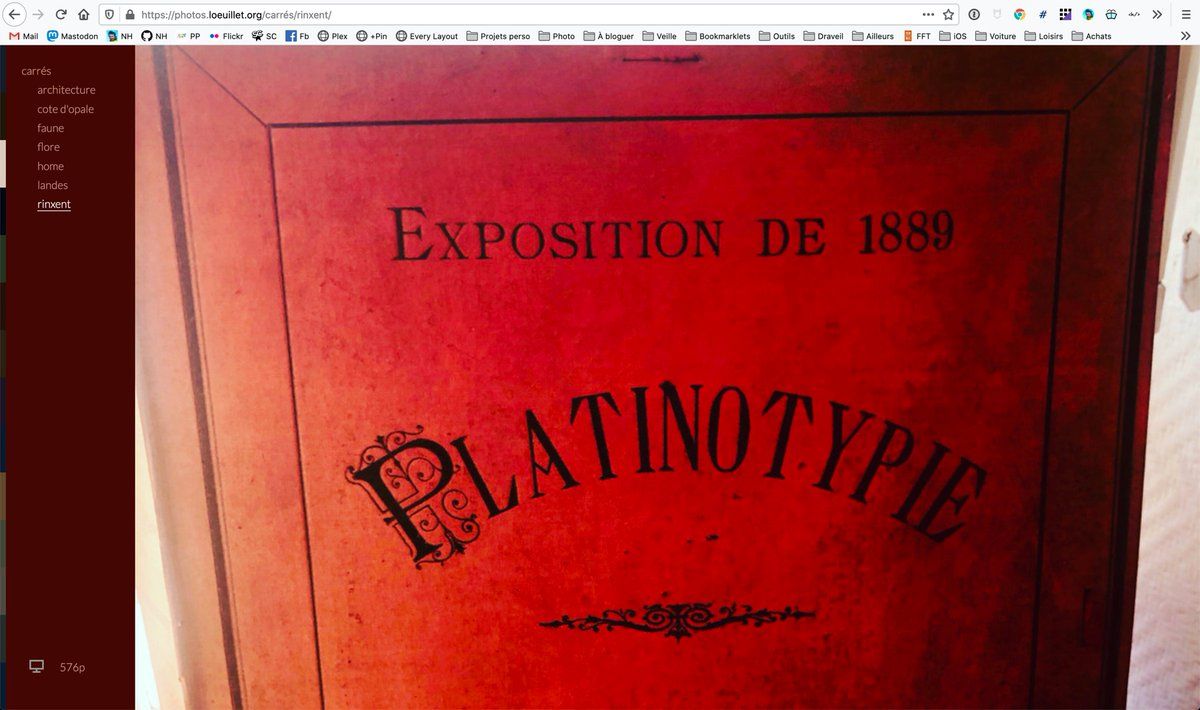 https://photos.loeuillet.org/carrés/rinxent/
Mail Mastodon NH NH PP Flickr SC Fb Plex +Pin Every Layout Projets perso Photo À bloguer Veille Bookmarklets Outils Draveil Ailleurs FFT iOS Voiture Loisirs Achats
carrés
architecture
cote d'opale
faune
flore
home
landes
rinxent
EXPOSITION DE 1889
PLATINOTYPIE
576p